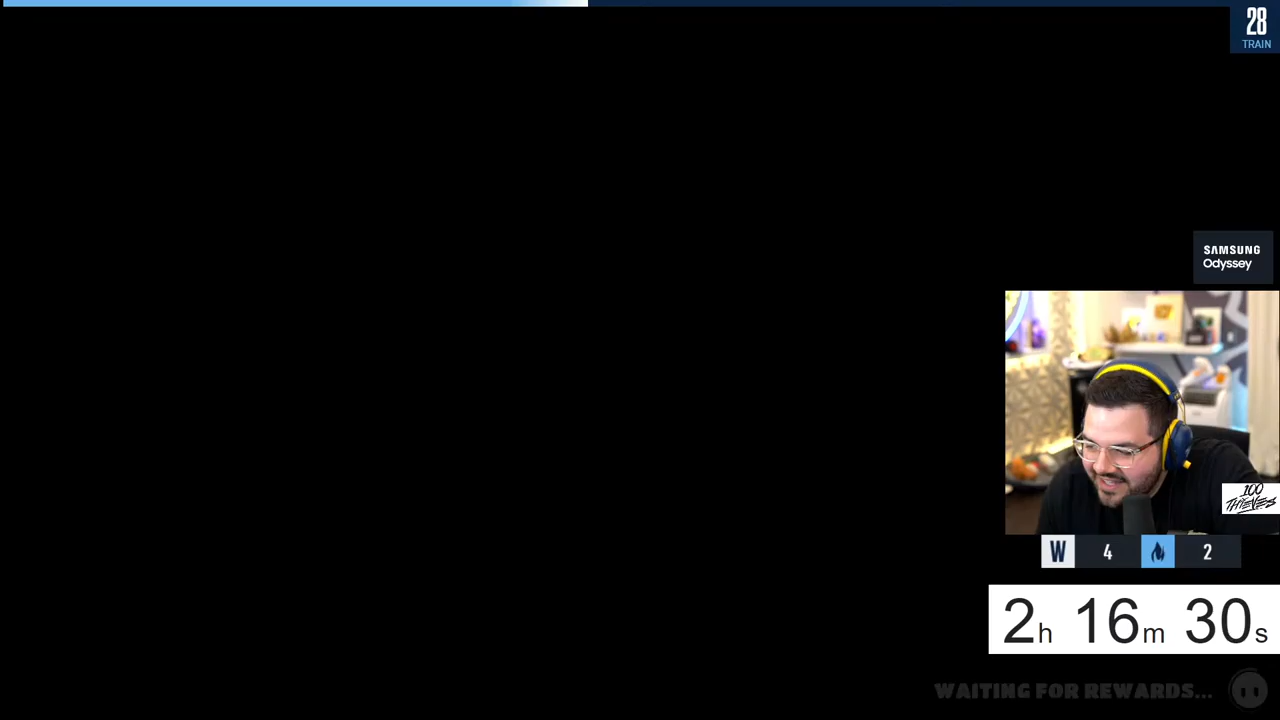 28
TRAIN
SAMSUNG
Odyssey
100
THIEVES
W 4 2
2h 16m 30s
WAITING FOR REWARDS...